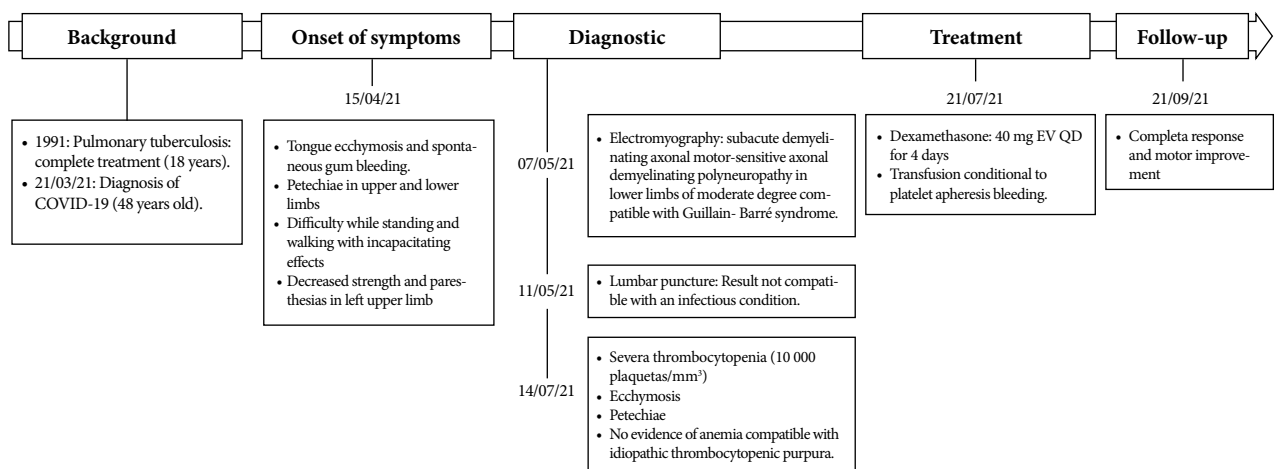 Background
Onset of symptoms
Diagnostic
Treatment
Follow-up
• 1991: Pulmonary tuberculosis:
complete treatment (18 years).
• 21/03/21: Diagnosis of
COVID-19 (48 years old).
15/04/21
• Tongue ecchymosis and sponta-
neous gum bleeding.
• Petechiae in upper and lower
limbs
• Difficulty while standing and
walking with incapacitating
effects
• Decreased strength and pares-
thesias in left upper limb
07/05/21
• Electromyography: subacute demyeli-
nating axonal motor-sensitive axonal
demyelinating polyneuropathy in
lower limbs of moderate degree com-
patible with Guillain- Barré syndrome.
11/05/21
• Lumbar puncture: Result not compati-
ble with an infectious condition.
14/07/21
• Severa thrombocytopenia (10 000
plaquetas/mm³)
• Ecchymosis
• Petechiae
• No evidence of anemia compatible with
idiopathic thrombocytopenic purpura.
21/07/21
• Dexamethasone: 40 mg EV QD
for 4 days
• Transfusion conditional to
platelet apheresis bleeding.
21/09/21
• Completa response
and motor improve-
ment